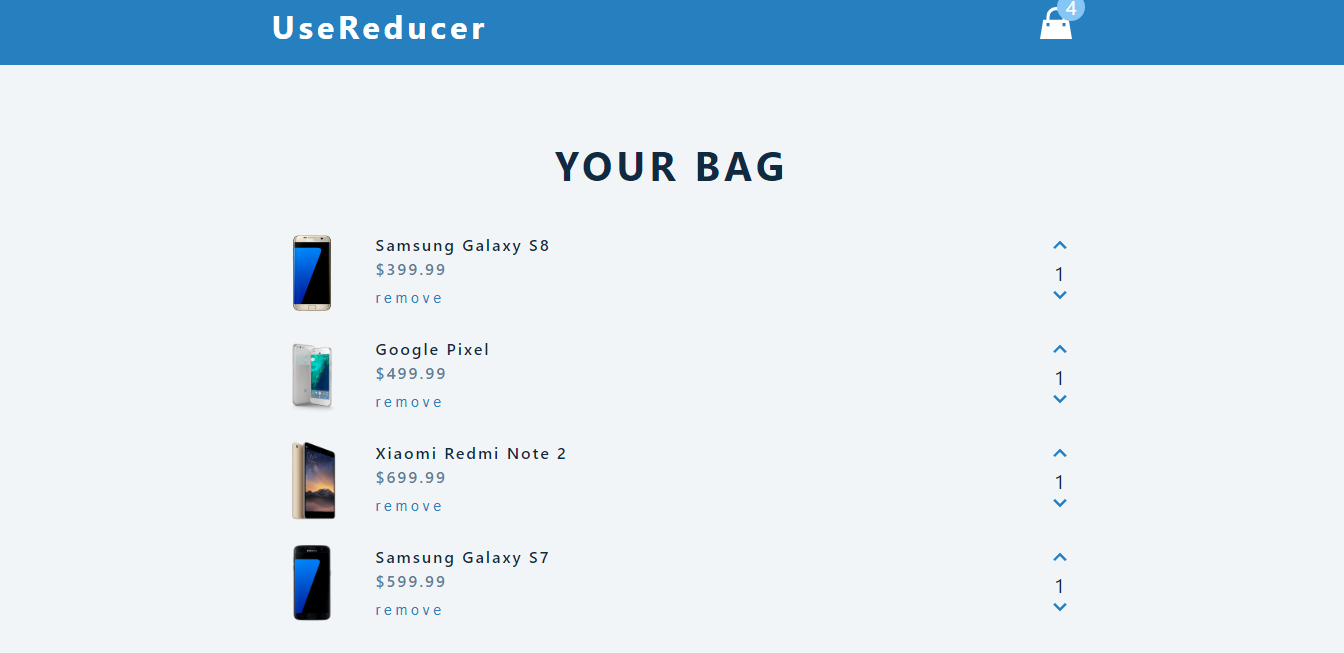 UseReducer
4
YOUR BAG
Samsung Galaxy S8
$399.99
remove
1
Google Pixel
$499.99
remove
1
Xiaomi Redmi Note 2
$699.99
remove
1
Samsung Galaxy S7
$599.99
remove
1